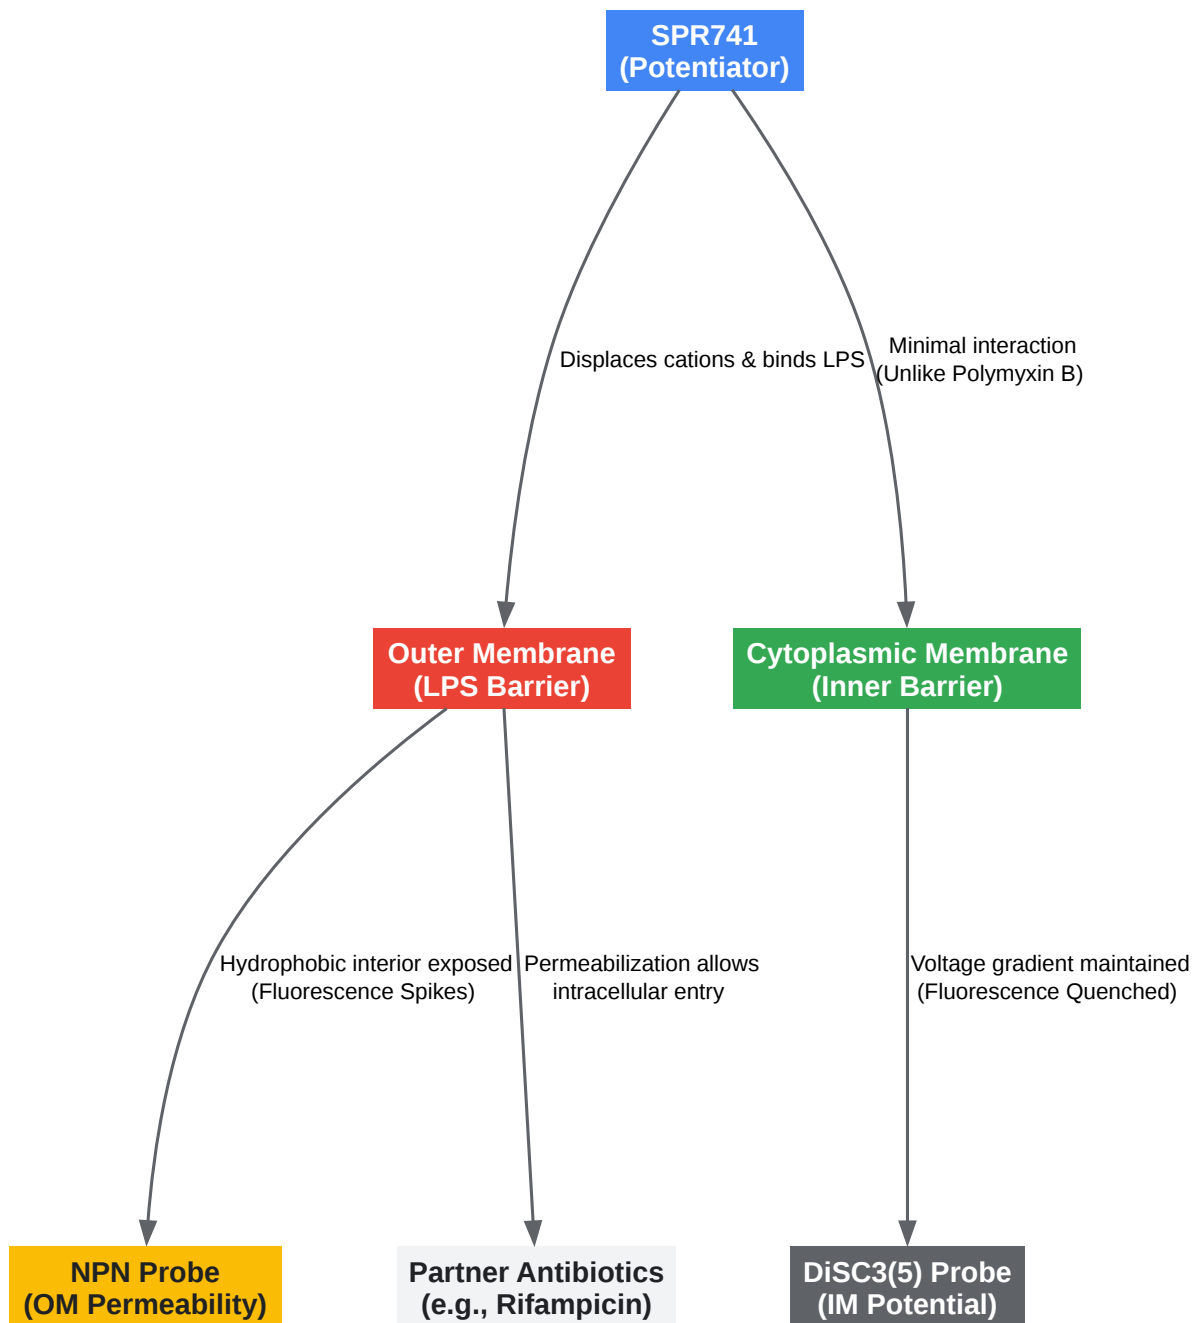 SPR741
(Potentiator)
Displaces cations & binds LPS
Minimal interaction
(Unlike Polymyxin B)
Outer Membrane
(LPS Barrier)
Cytoplasmic Membrane
(Inner Barrier)
Hydrophobic interior exposed
(Fluorescence Spikes)
Permeabilization allows
intracellular entry
Voltage gradient maintained
(Fluorescence Quenched)
NPN Probe
(OM Permeability)
Partner Antibiotics
(e.g., Rifampicin)
DiSC3(5) Probe
(IM Potential)